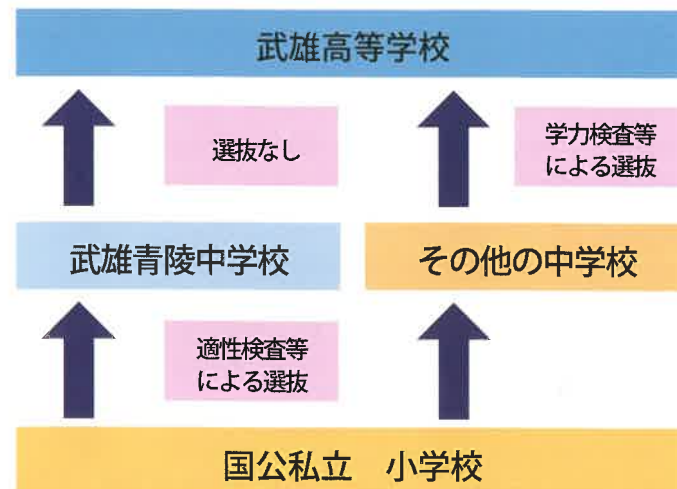 武雄高等学校
選抜なし
学力検査等
による選抜
武雄青陵中学校
その他の中学校
適性検査等
による選抜
国公私立　小学校